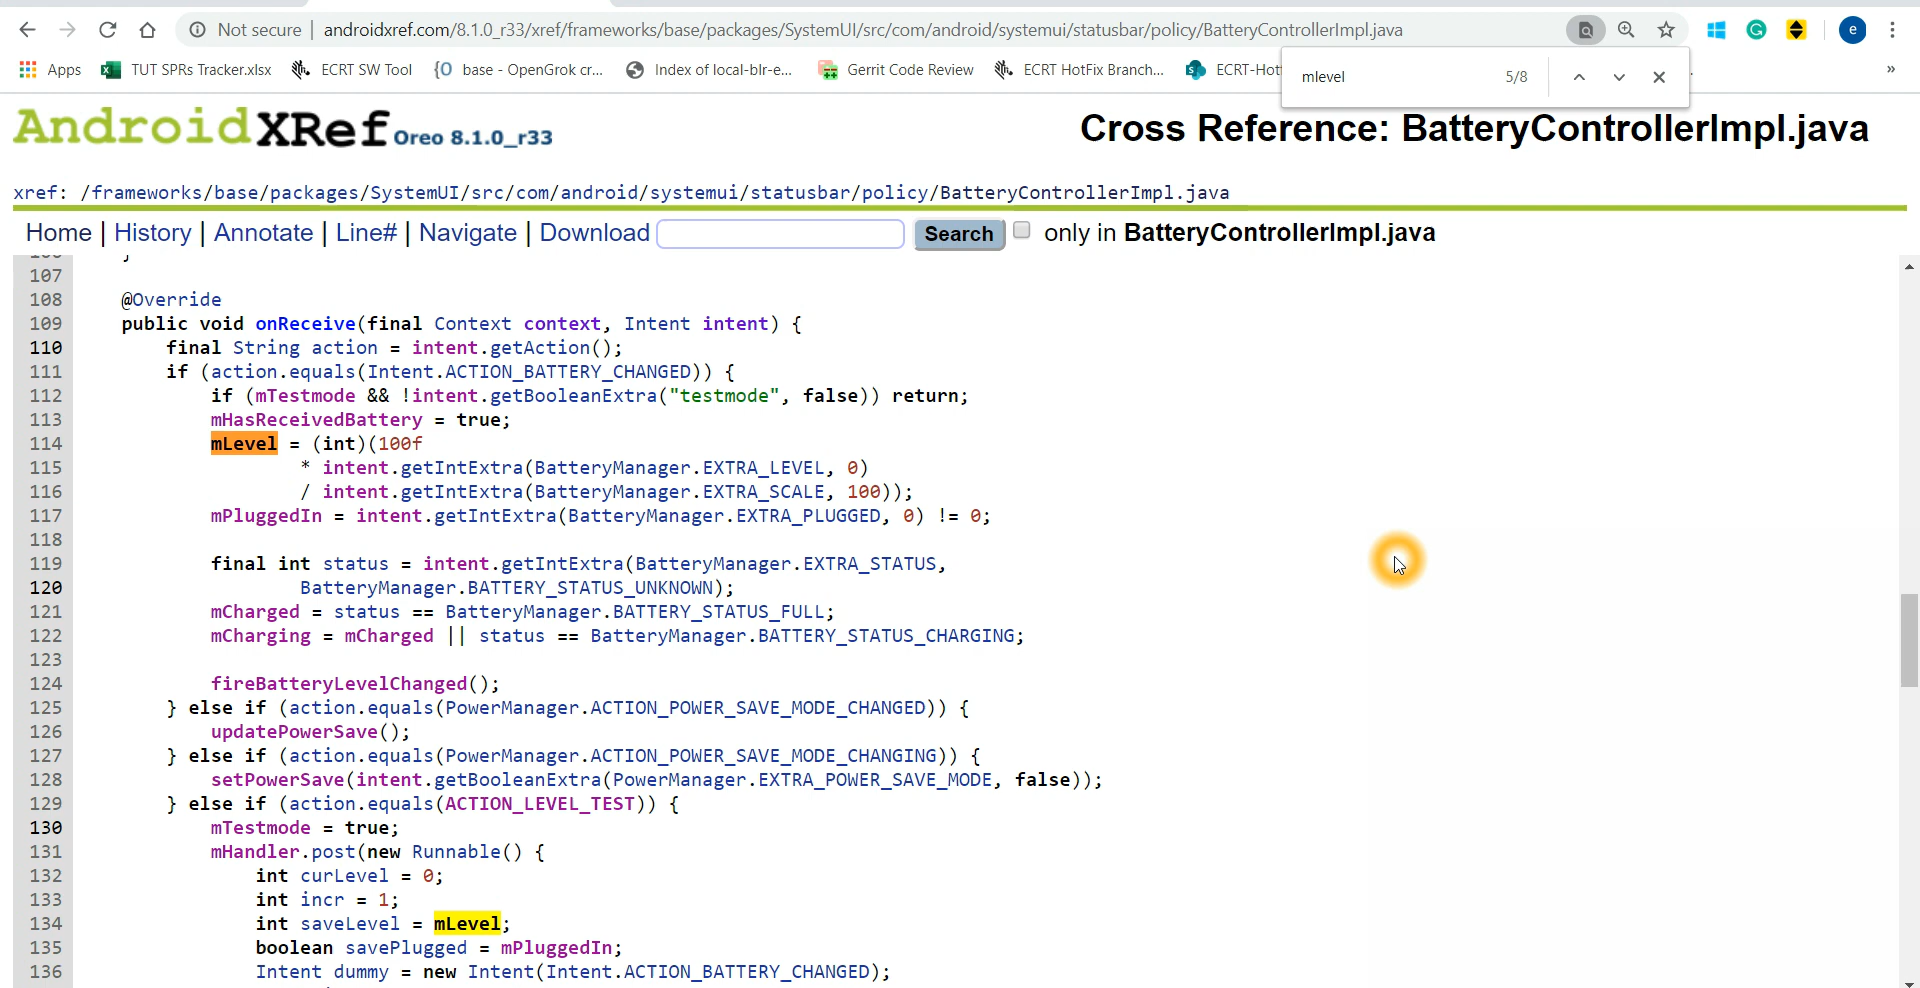 Not secure | androidxref.com/8.1.0_r33/xref/frameworks/base/packages/SystemUI/src/com/android/systemui/statusbar/policy/BatteryControllerImpl.java
e
Apps TUT SPRs Tracker.xlsx ECRT SW Tool base - OpenGrok cr... Index of local-blr-e... Gerrit Code Review ECRT HotFix Branch... ECRT-Hot »
mlevel 5/8
AndroidXRef Oreo 8.1.0_r33
Cross Reference: BatteryControllerImpl.java
xref: /frameworks/base/packages/SystemUI/src/com/android/systemui/statusbar/policy/BatteryControllerImpl.java
Home | History | Annotate | Line# | Navigate | Download Search only in BatteryControllerImpl.java
107
108 @Override
109 public void onReceive(final Context context, Intent intent) {
110 final String action = intent.getAction();
111 if (action.equals(Intent.ACTION_BATTERY_CHANGED)) {
112 if (mTestmode && !intent.getBooleanExtra("testmode", false)) return;
113 mHasReceivedBattery = true;
114 mLevel = (int)(100f
115 * intent.getIntExtra(BatteryManager.EXTRA_LEVEL, 0)
116 / intent.getIntExtra(BatteryManager.EXTRA_SCALE, 100));
117 mPluggedIn = intent.getIntExtra(BatteryManager.EXTRA_PLUGGED, 0) != 0;
118
119 final int status = intent.getIntExtra(BatteryManager.EXTRA_STATUS,
120 BatteryManager.BATTERY_STATUS_UNKNOWN);
121 mCharged = status == BatteryManager.BATTERY_STATUS_FULL;
122 mCharging = mCharged || status == BatteryManager.BATTERY_STATUS_CHARGING;
123
124 fireBatteryLevelChanged();
125 } else if (action.equals(PowerManager.ACTION_POWER_SAVE_MODE_CHANGED)) {
126 updatePowerSave();
127 } else if (action.equals(PowerManager.ACTION_POWER_SAVE_MODE_CHANGING)) {
128 setPowerSave(intent.getBooleanExtra(PowerManager.EXTRA_POWER_SAVE_MODE, false));
129 } else if (action.equals(ACTION_LEVEL_TEST)) {
130 mTestmode = true;
131 mHandler.post(new Runnable() {
132 int curLevel = 0;
133 int incr = 1;
134 int saveLevel = mLevel;
135 boolean savePlugged = mPluggedIn;
136 Intent dummy = new Intent(Intent.ACTION_BATTERY_CHANGED);